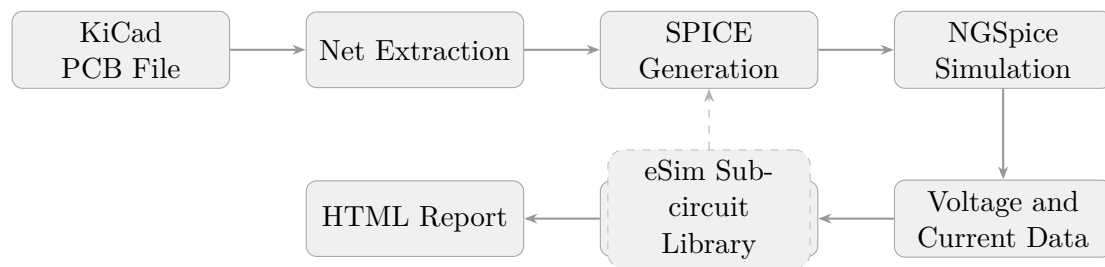 KiCad
PCB File
Net Extraction
SPICE
Generation
NGSpice
Simulation
HTML Report
eSim Sub-
circuit
Library
Voltage and
Current Data